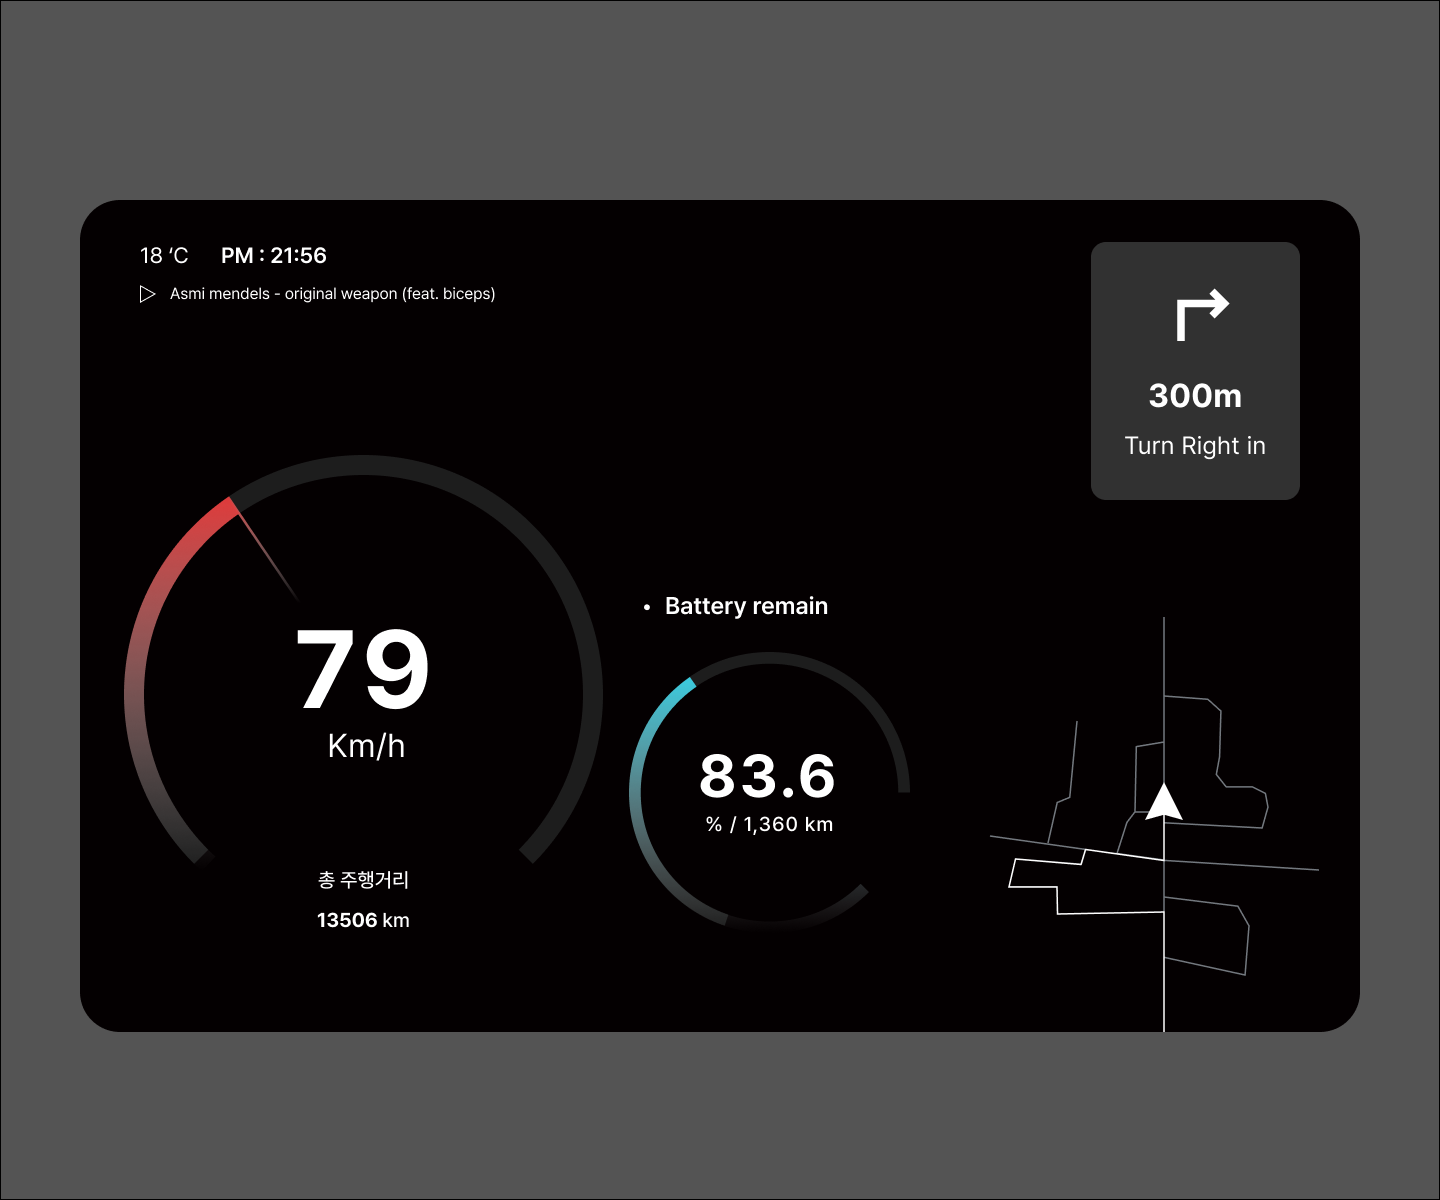 18 ‘C PM : 21:56
Asmi mendels - original weapon (feat. biceps)
300m
Turn Right in
79
Km/h
총 주행거리
13506 km
• Battery remain
83.6
% / 1,360 km